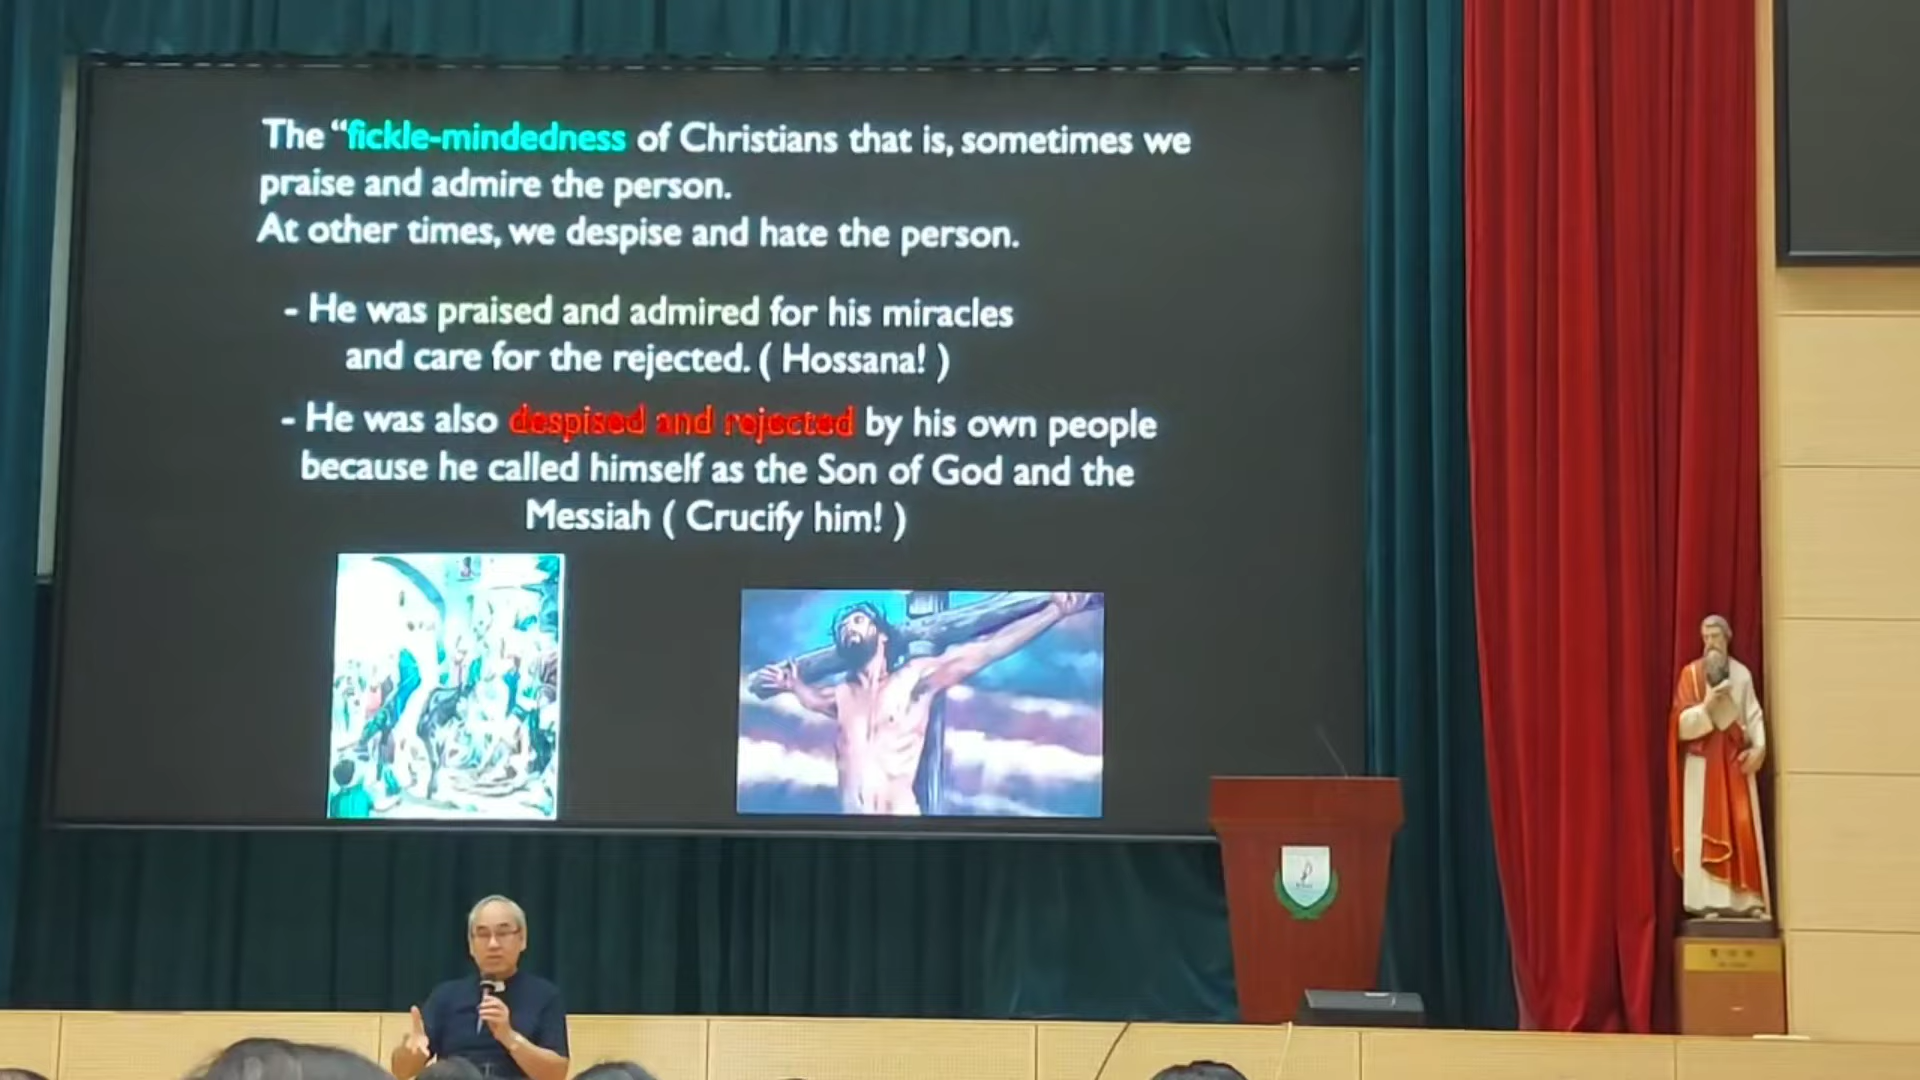 The “fickle-mindedness of Christians that is, sometimes we
praise and admire the person.
At other times, we despise and hate the person.
- He was praised and admired for his miracles
and care for the rejected. ( Hossana! )
- He was also despised and rejected by his own people
because he called himself as the Son of God and the
Messiah ( Crucify him! )